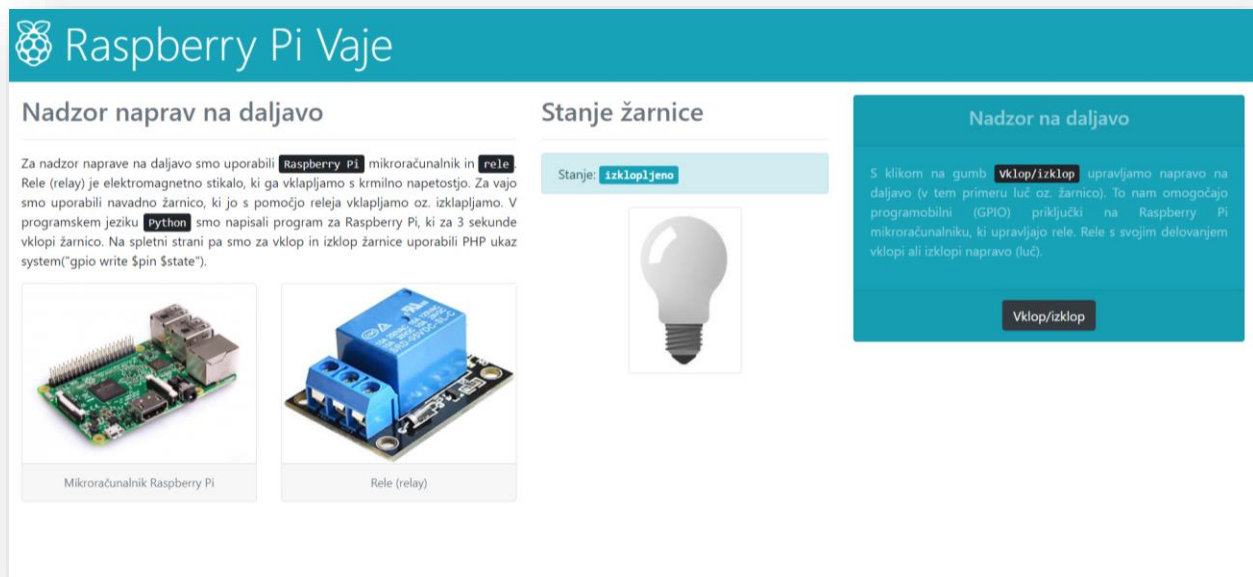 Raspberry Pi Vaje
Nadzor naprav na daljavo
Za nadzor naprave na daljavo smo uporabili Raspberry Pi mikroračunalnik in rele.
Rele (relay) je elektromagnetno stikalo, ki ga vklapljamo s krmilno napetostjo. Za vajo
smo uporabili navadno žarnico, ki jo s pomočjo releja vklapljamo oz. izklapljamo. V
programskem jeziku Python smo napisali program za Raspberry Pi, ki za 3 sekunde
vklopi žarnico. Na spletni strani pa smo za vklop in izklop žarnice uporabili PHP ukaz
system("gpio write $pin $state").
Mikroračunalnik Raspberry Pi
Rele (relay)
Stanje žarnice
Stanje: izklopljeno
Nadzor na daljavo
S klikom na gumb Vklop/izklop upravljamo napravo na
daljavo (v tem primeru luč oz. žarnico). To nam omogočajo
programobilni (GPIO) priključki na Raspberry Pi
mikroračunalniku, ki upravljajo rele. Rele s svojim delovanjem
vklopi ali izklopi napravo (luč).
Vklop/izklop